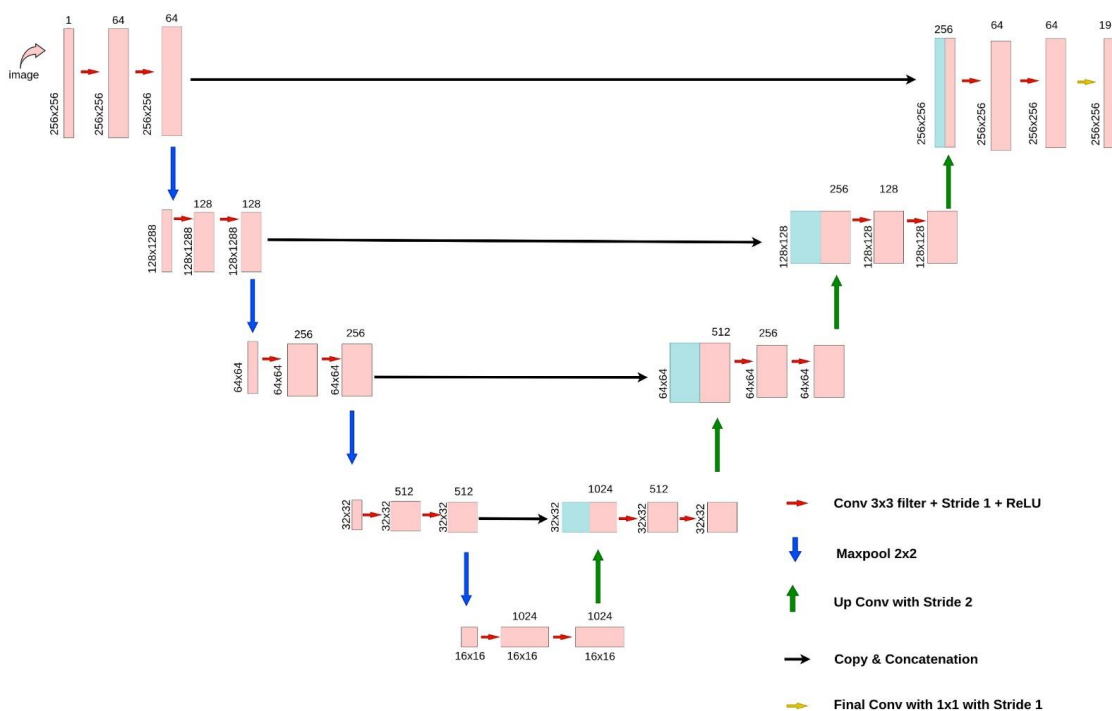 1
64
64
image
256x256
256x256
256x256
256
64
64
19
256x256
256x256
256x256
256x256
128
128
128x1288
128x1288
128x1288
256
128
128x128
128x128
128x128
256
256
64x64
64x64
64x64
512
256
64x64
64x64
64x64
512
512
32x32
32x32
32x32
1024
512
32x32
32x32
32x32
1024
1024
16x16
16x16
16x16
Conv 3x3 filter + Stride 1 + ReLU
Maxpool 2x2
Up Conv with Stride 2
Copy & Concatenation
Final Conv with 1x1 with Stride 1